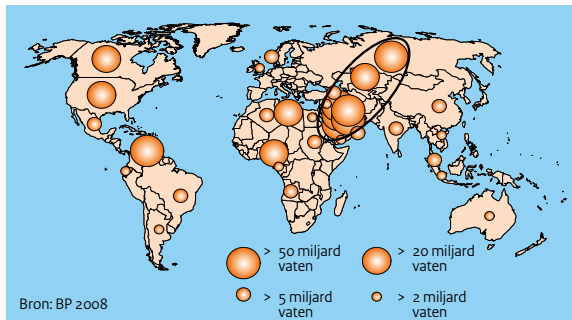 > 50 miljard
vaten
> 20 miljard
vaten
> 5 miljard
vaten
> 2 miljard
vaten
Bron: BP 2008